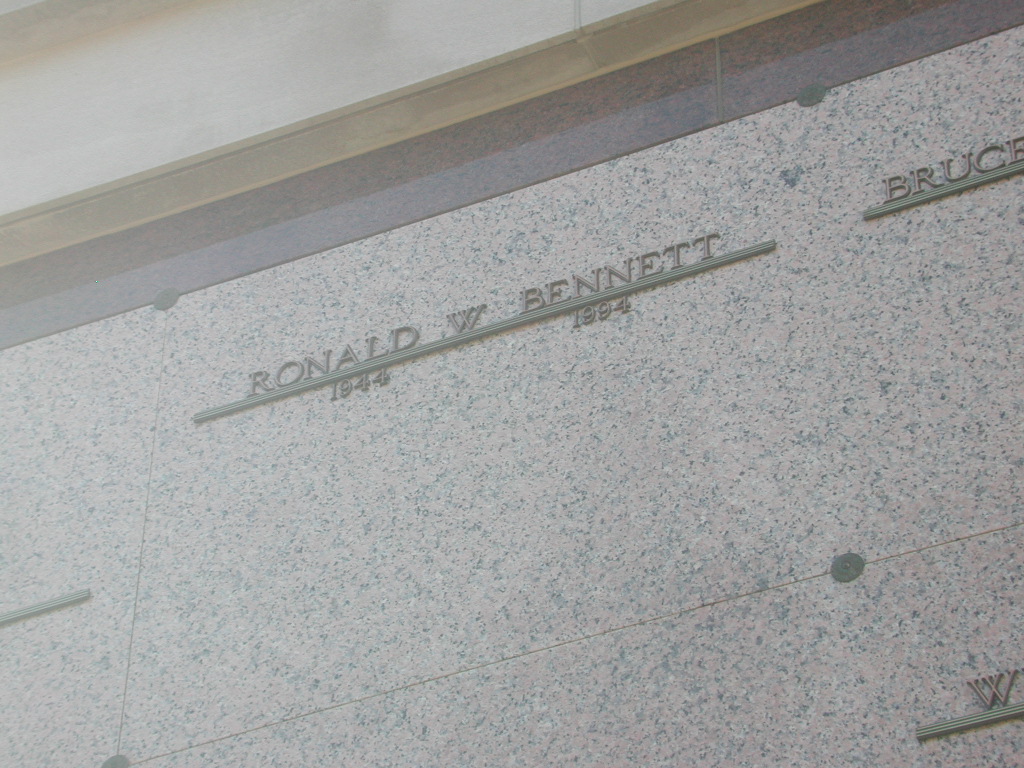 RONALD W BENNETT
1944 1994
BRUCE
W